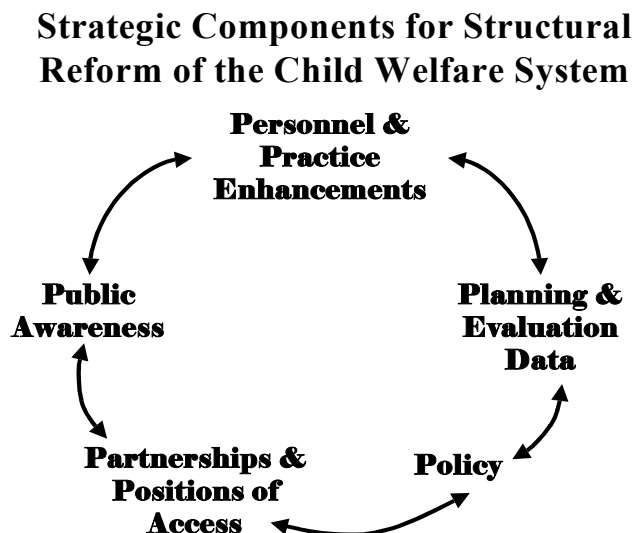 Strategic Components for Structural
Reform of the Child Welfare System
Personnel &
Practice
Enhancements
Public
Awareness
Planning &
Evaluation
Data
Partnerships &
Positions of
Access
Policy